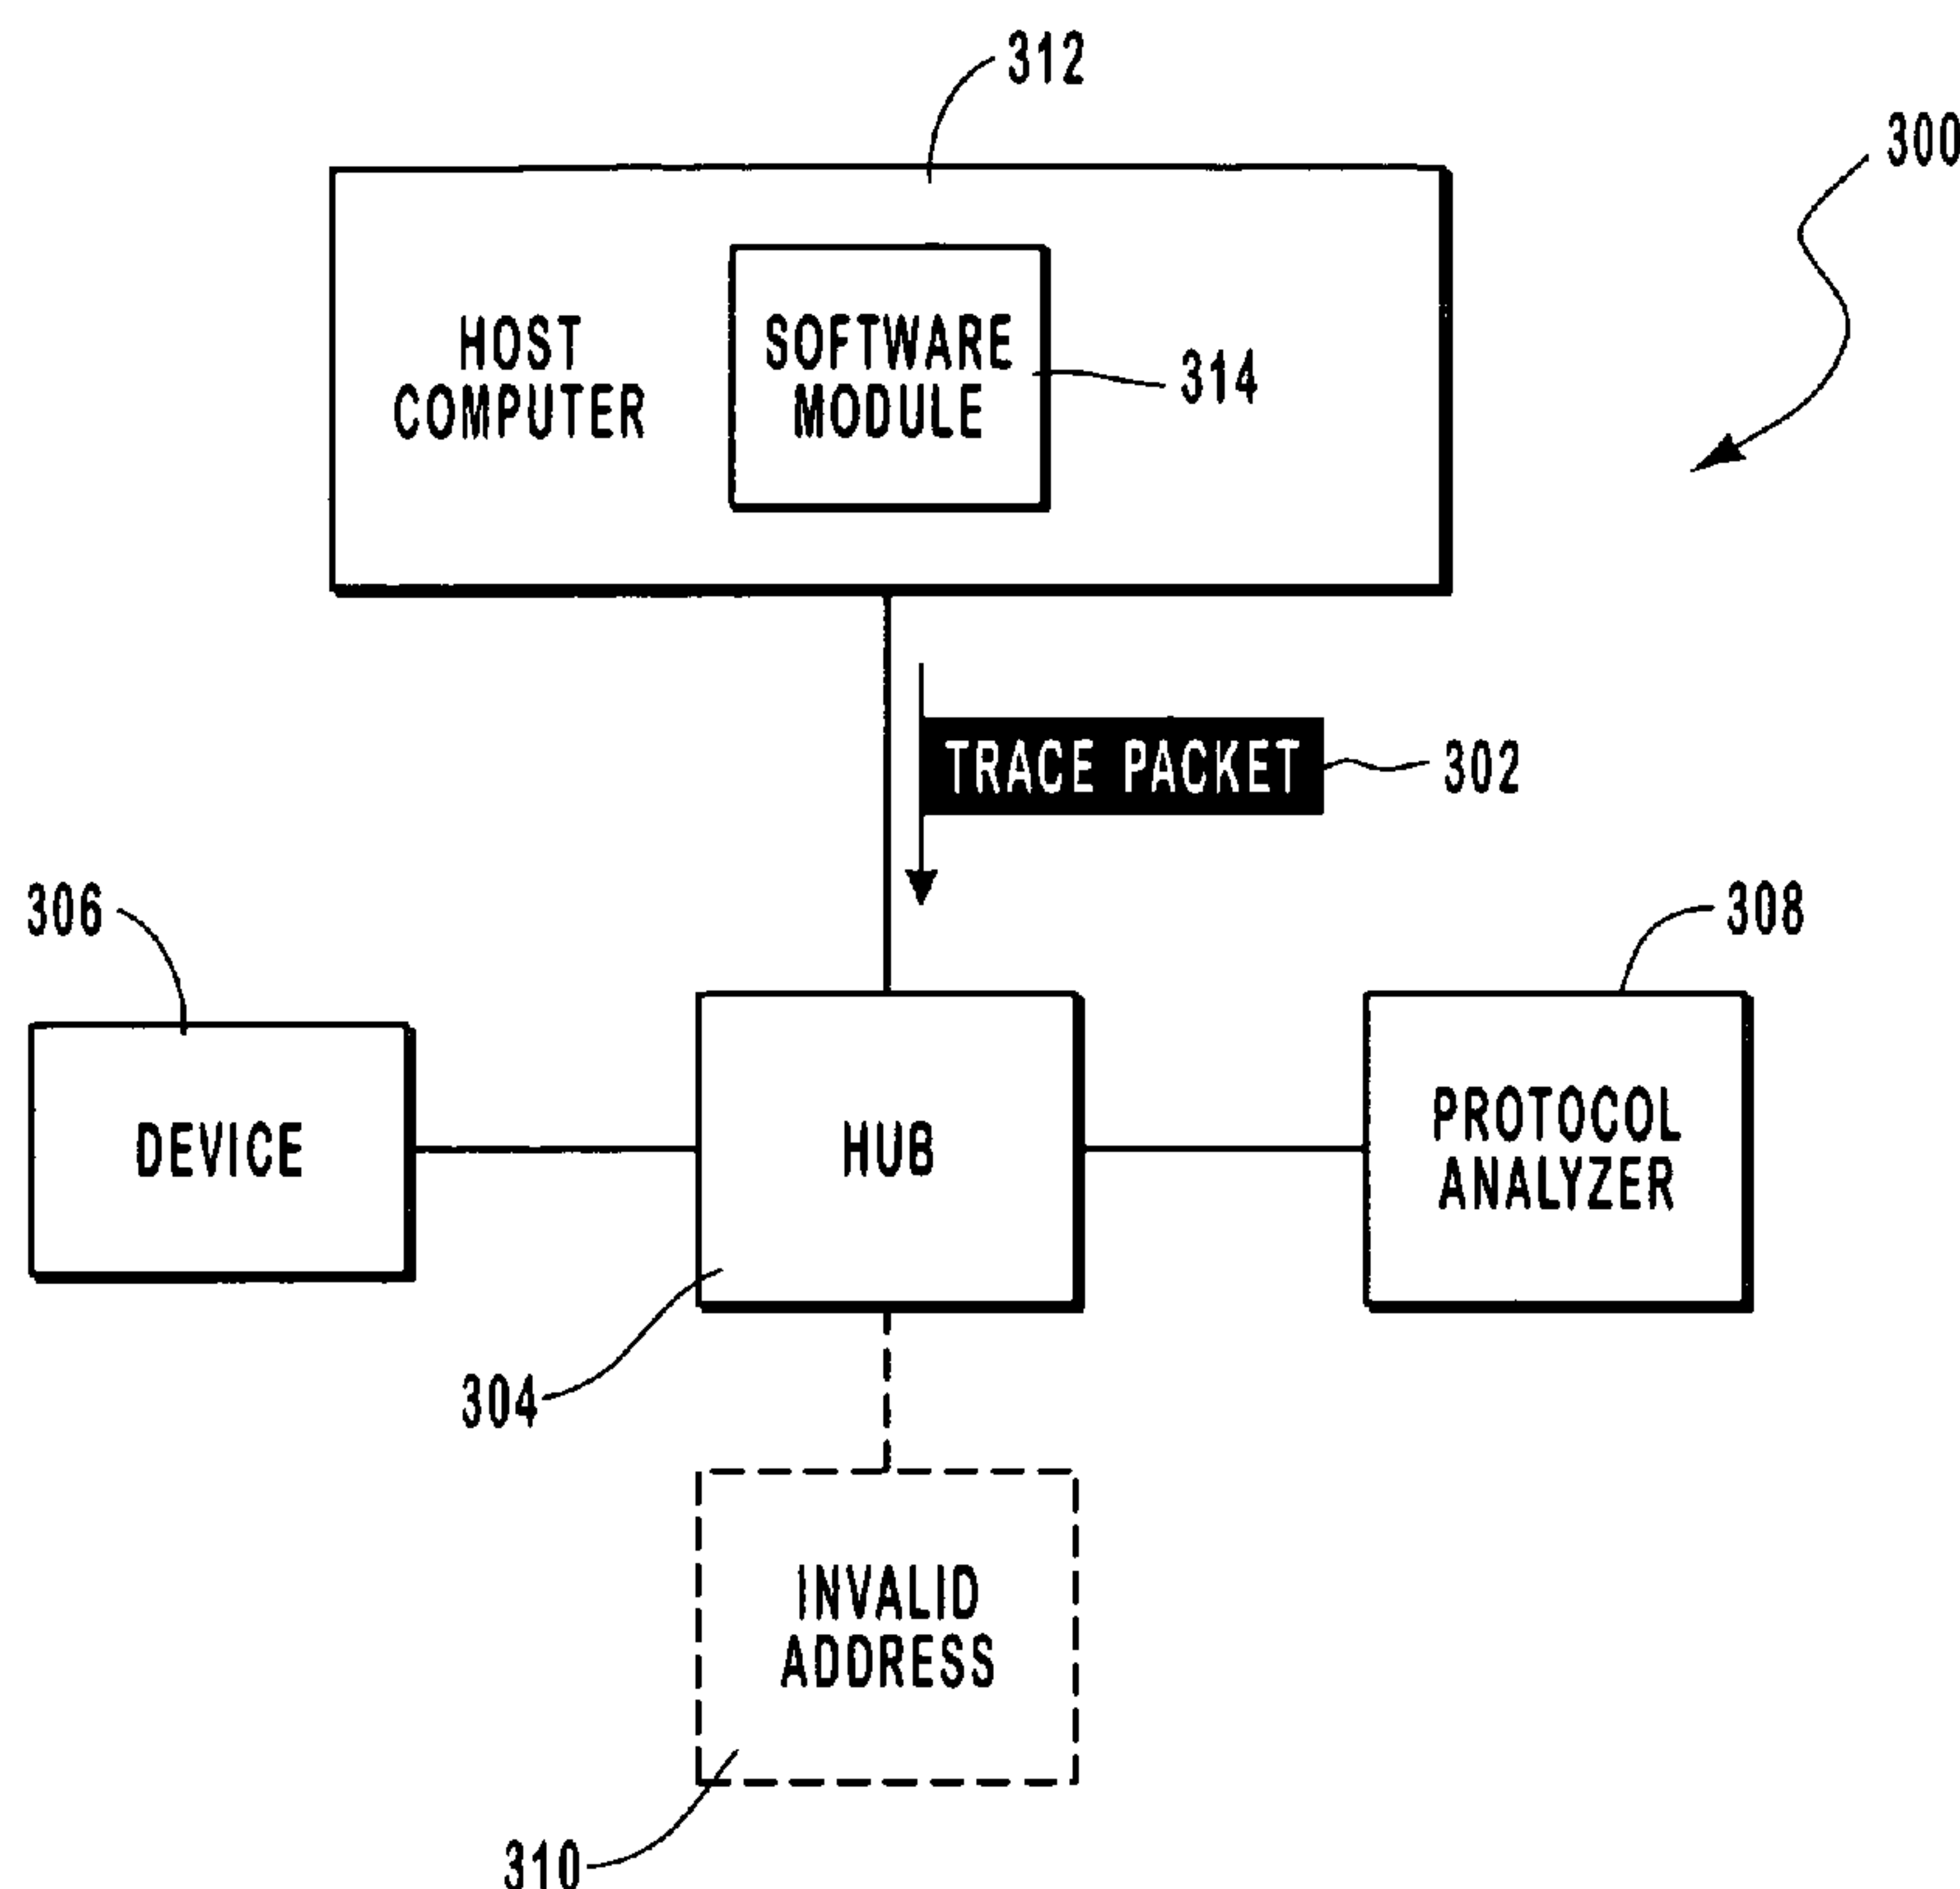 312
300
HOST
COMPUTER
SOFTWARE
MODULE
314
TRACE PACKET
302
306
308
DEVICE
HUB
PROTOCOL
ANALYZER
304
INVALID
ADDRESS
310